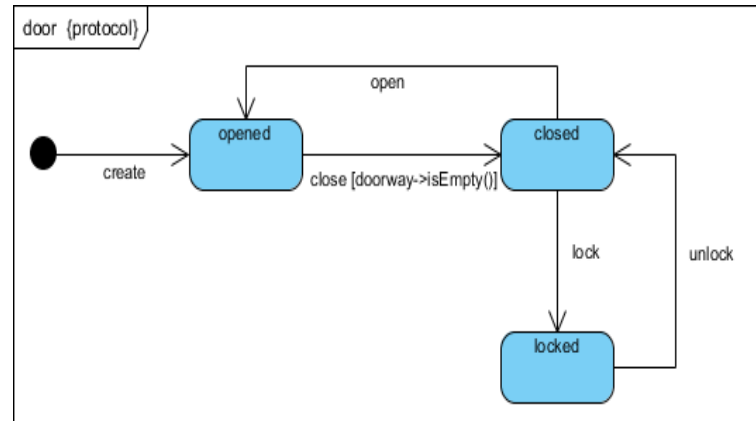 door {protocol}
open
opened
closed
create
close [doorway->isEmpty()]
lock
unlock
locked